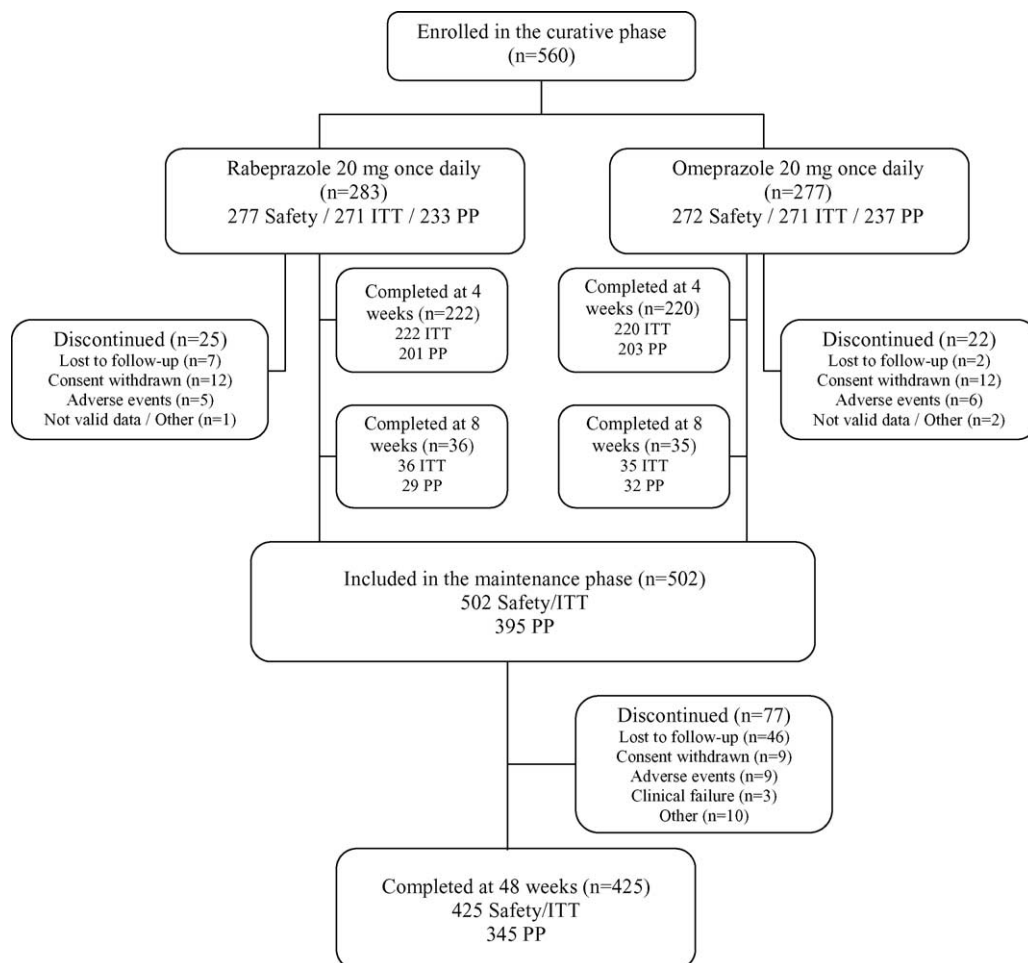 Enrolled in the curative phase
(n=560)
Rabeprazole 20 mg once daily
(n=283)
277 Safety / 271 ITT / 233 PP
Omeprazole 20 mg once daily
(n=277)
272 Safety / 271 ITT / 237 PP
Completed at 4
weeks (n=222)
222 ITT
201 PP
Completed at 4
weeks (n=220)
220 ITT
203 PP
Discontinued (n=25)
Lost to follow-up (n=7)
Consent withdrawn (n=12)
Adverse events (n=5)
Not valid data / Other (n=1)
Discontinued (n=22)
Lost to follow-up (n=2)
Consent withdrawn (n=12)
Adverse events (n=6)
Not valid data / Other (n=2)
Completed at 8
weeks (n=36)
36 ITT
29 PP
Completed at 8
weeks (n=35)
35 ITT
32 PP
Included in the maintenance phase (n=502)
502 Safety/ITT
395 PP
Discontinued (n=77)
Lost to follow-up (n=46)
Consent withdrawn (n=9)
Adverse events (n=9)
Clinical failure (n=3)
Other (n=10)
Completed at 48 weeks (n=425)
425 Safety/ITT
345 PP